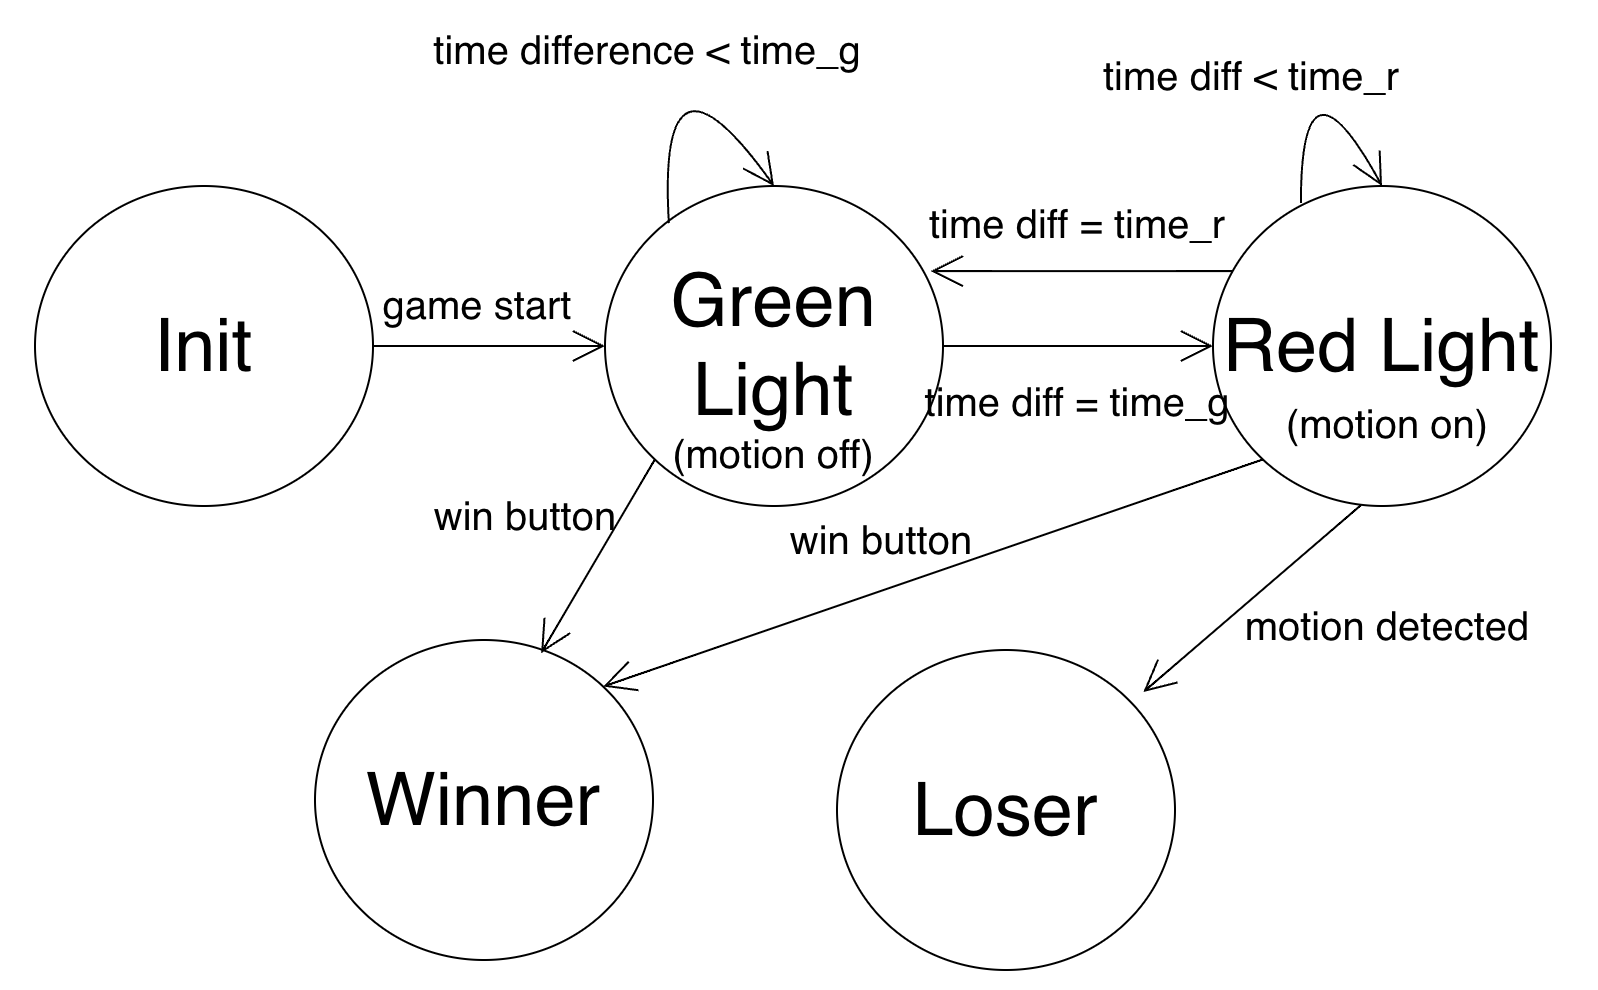 time difference < time_g
time diff < time_r
time diff = time_r
game start
Init
Green
Light
(motion off)
Red Light
(motion on)
time diff = time_g
win button
win button
motion detected
Winner
Loser